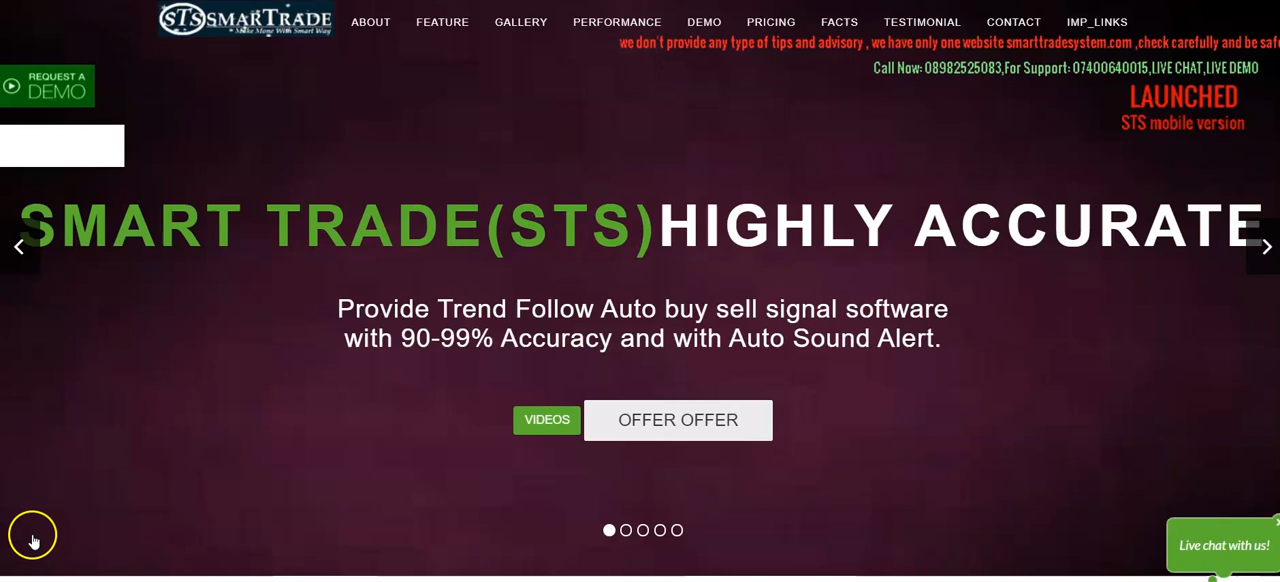 STS SMARTRADE
Make Mone With Smart Way
ABOUT FEATURE GALLERY PERFORMANCE DEMO PRICING FACTS TESTIMONIAL CONTACT IMP_LINKS
we don't provide any type of tips and advisory , we have only one website smarttradesystem.com ,check carefully and be safe
Call Now: 08982525083,For Support: 07400640015,LIVE CHAT,LIVE DEMO
REQUEST A
DEMO
LAUNCHED
STS mobile version
SMART TRADE(STS)HIGHLY ACCURATE
Provide Trend Follow Auto buy sell signal software
with 90-99% Accuracy and with Auto Sound Alert.
VIDEOS OFFER OFFER
Live chat with us!